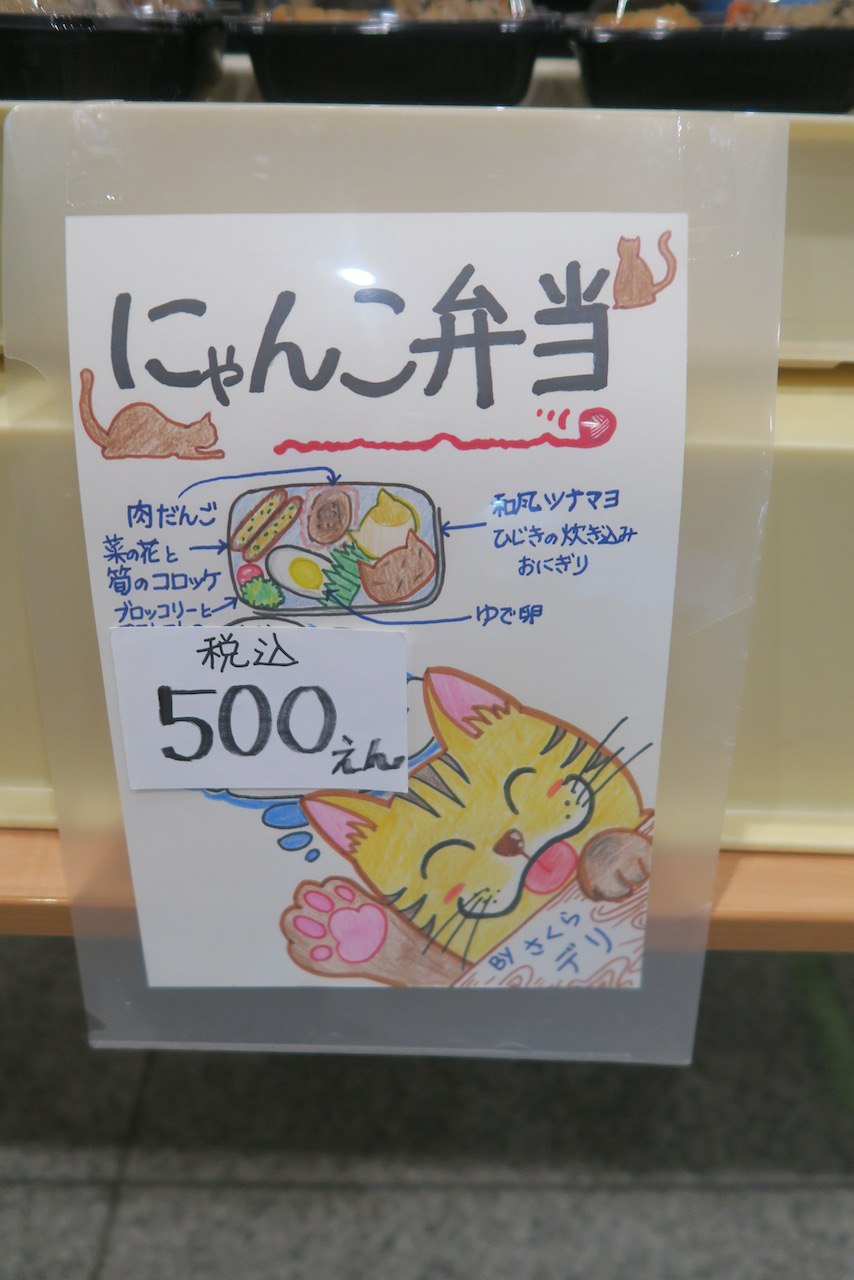 にゃんこ弁当
肉だんご
菜の花と
筍のコロッケ
ブロッコリーと
和風ツナマヨ
ひじきの炊き込み
おにぎり
ゆで卵
税込
500えん
BY さくら
デリ